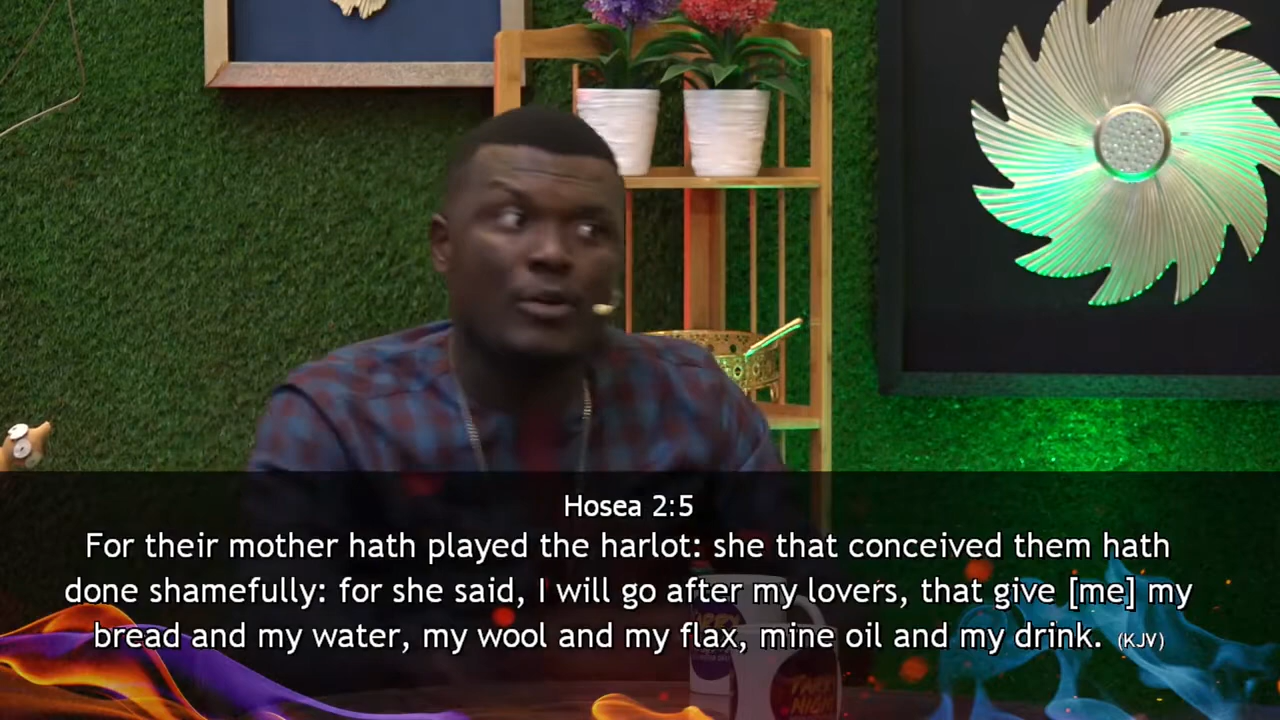 Hosea 2:5
For their mother hath played the harlot: she that conceived them hath
done shamefully: for she said, I will go after my lovers, that give [me] my
bread and my water, my wool and my flax, mine oil and my drink. (KJV)
TARRY
NIGHT